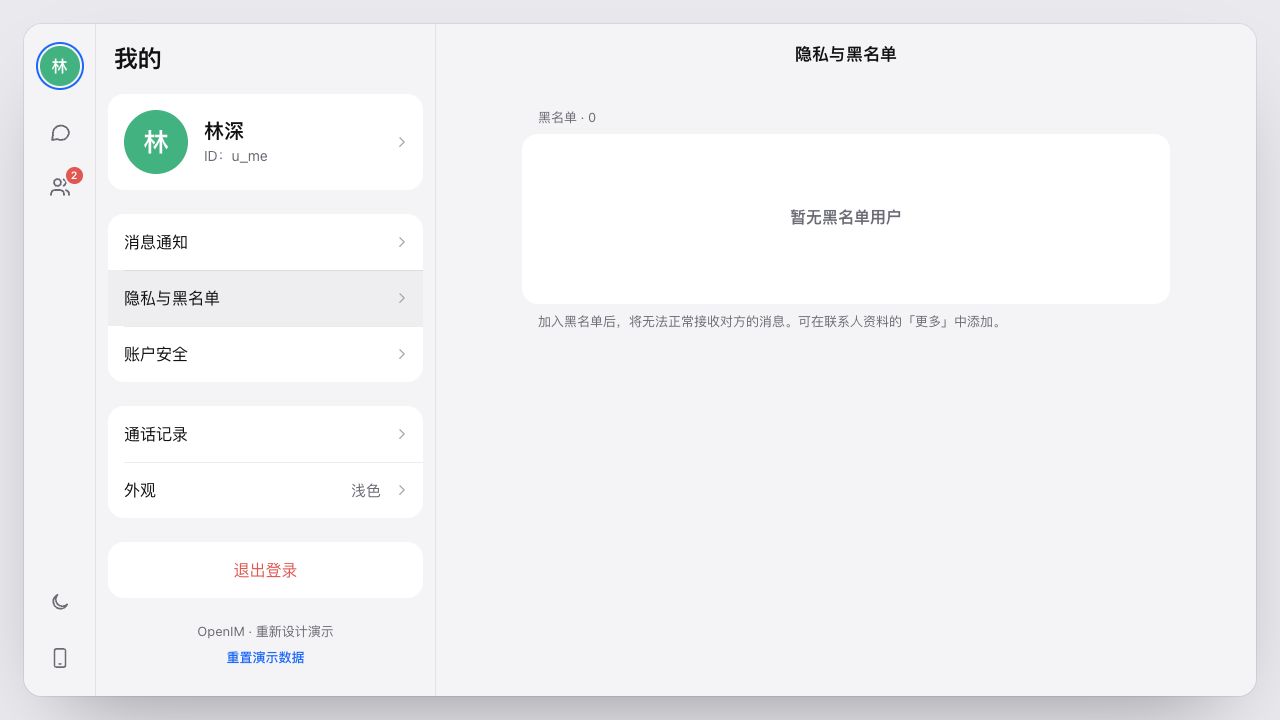 林
2
我的
林
林深
ID：u_me
消息通知
隐私与黑名单
账户安全
通话记录
外观
浅色
退出登录
OpenIM · 重新设计演示
重置演示数据
隐私与黑名单
黑名单 · 0
暂无黑名单用户
加入黑名单后，将无法正常接收对方的消息。可在联系人资料的「更多」中添加。